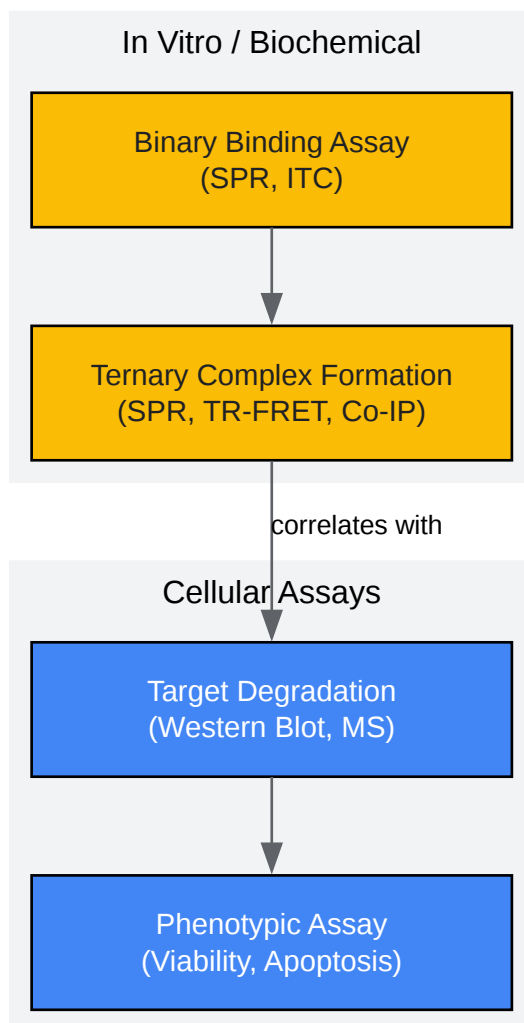 In Vitro / Biochemical
Binary Binding Assay
(SPR, ITC)
Ternary Complex Formation
(SPR, TR-FRET, Co-IP)
correlates with
Cellular Assays
Target Degradation
(Western Blot, MS)
Phenotypic Assay
(Viability, Apoptosis)